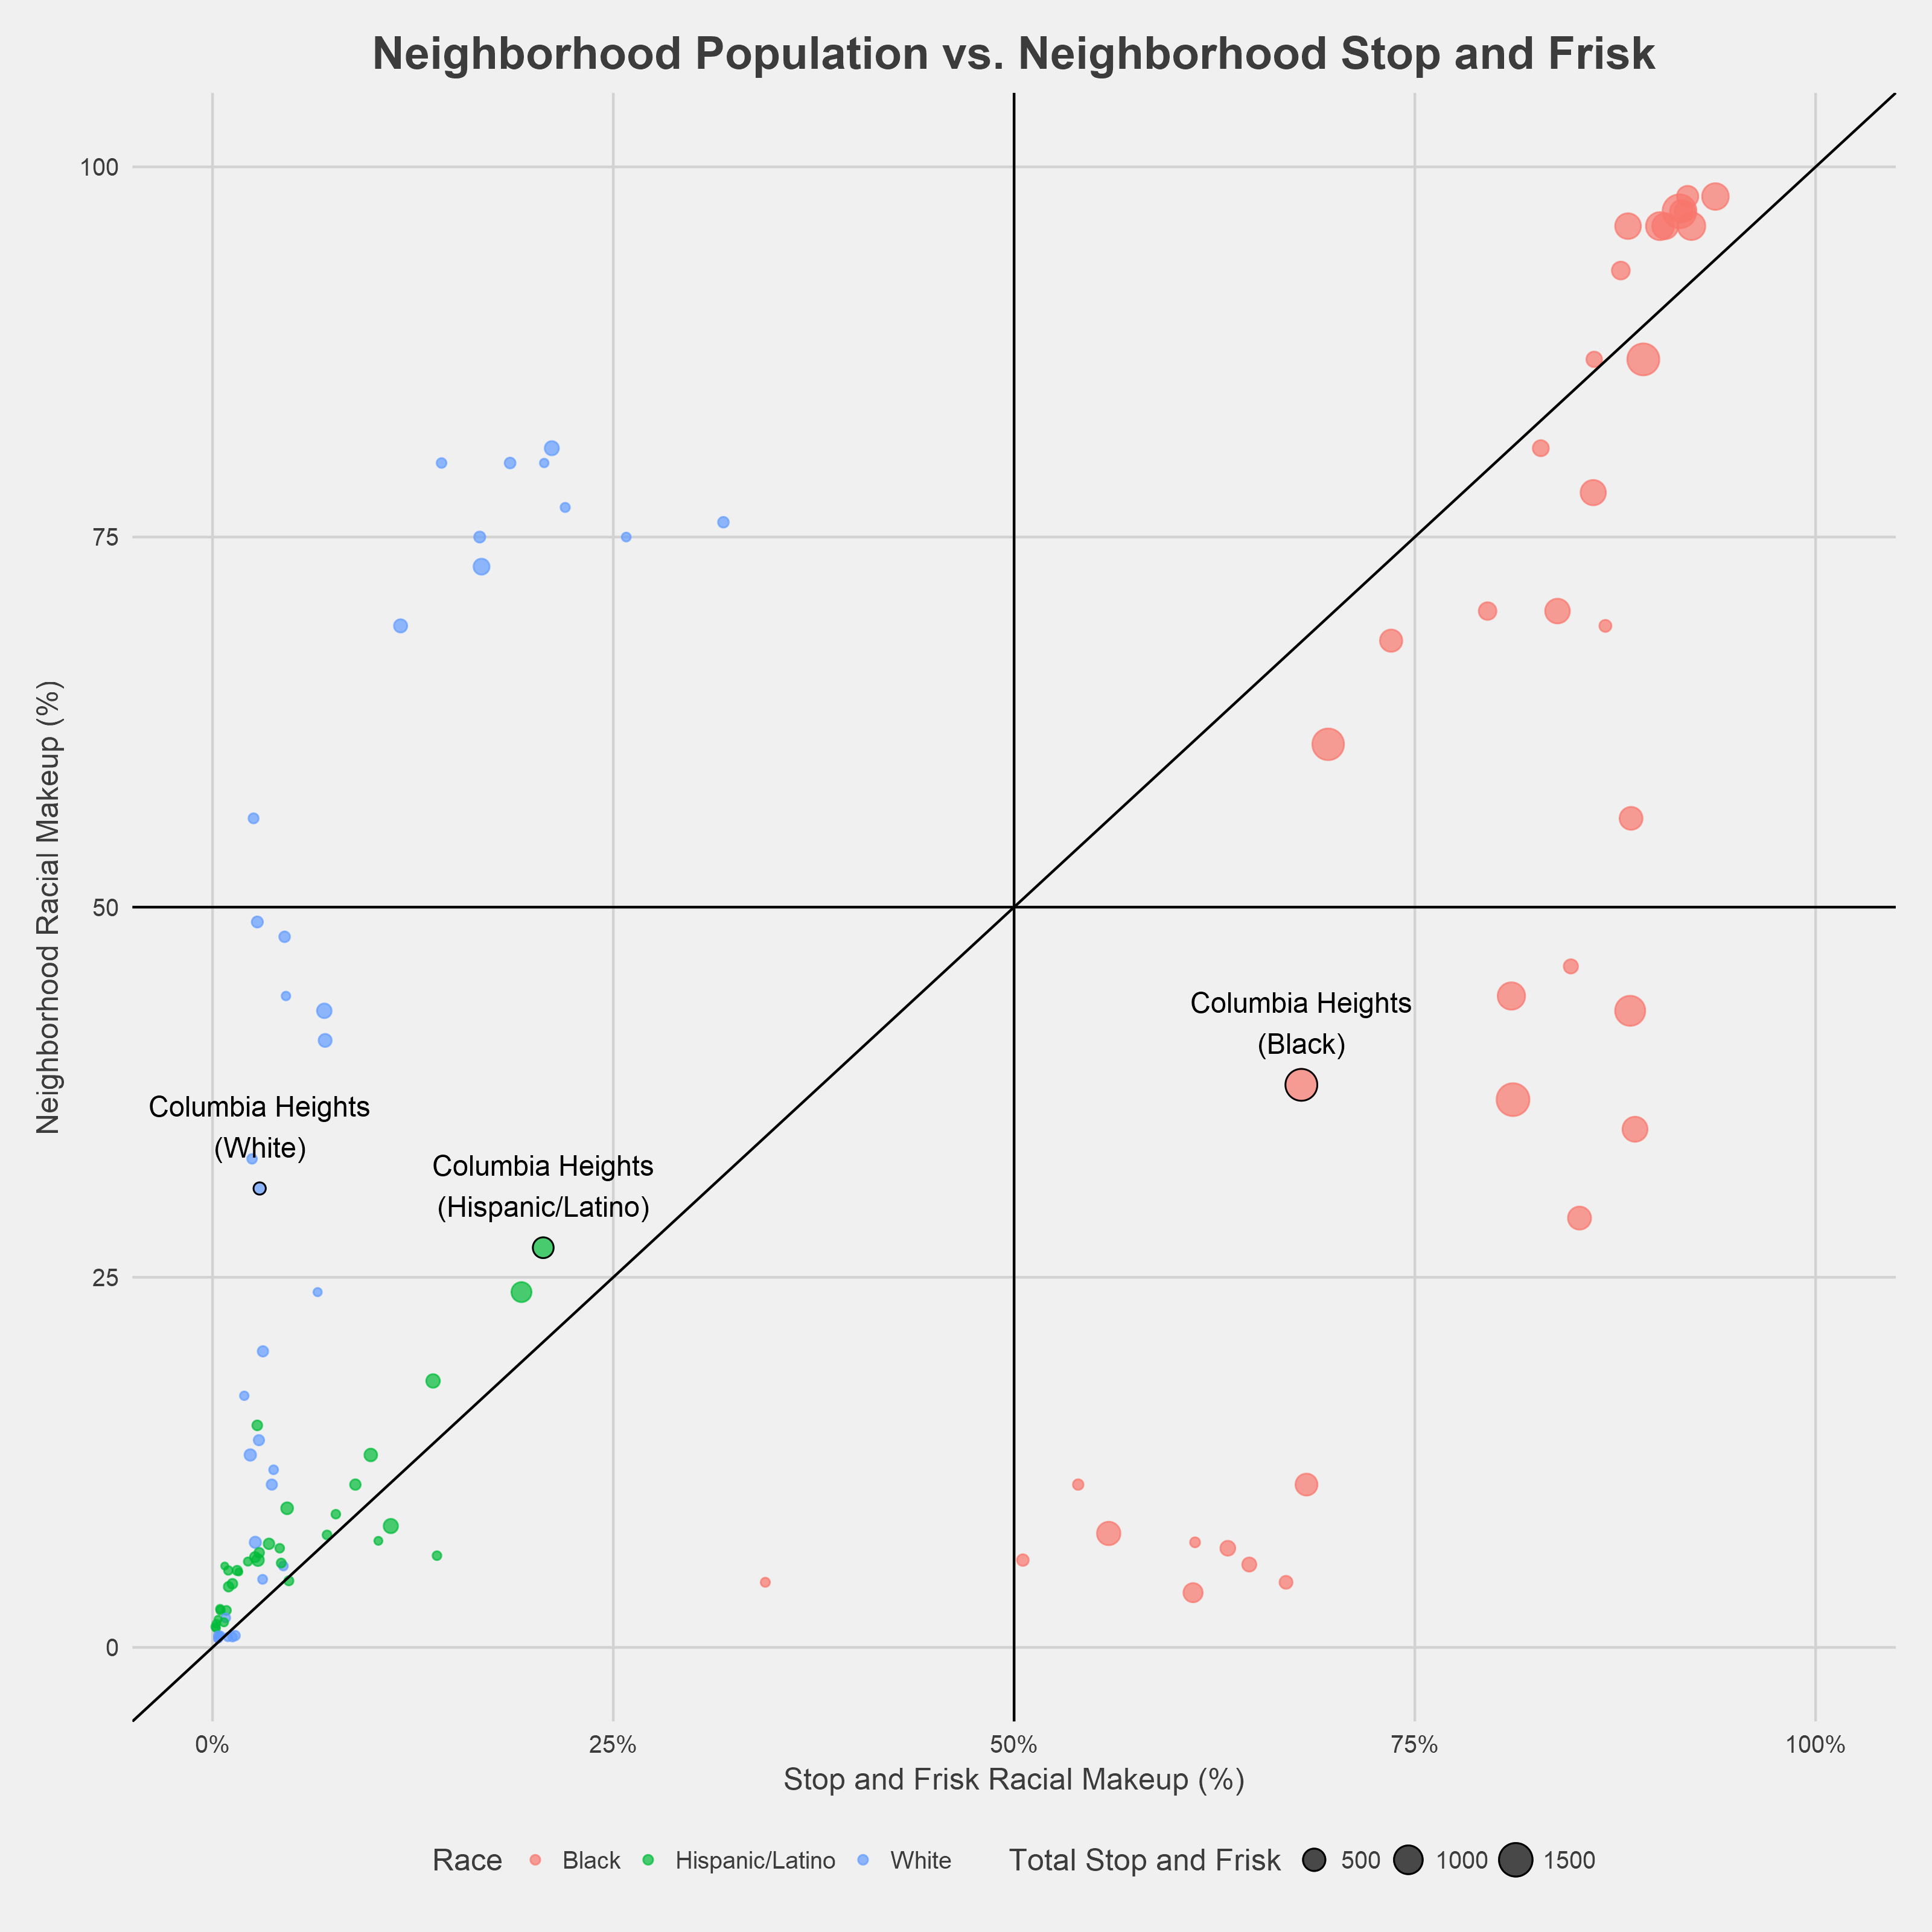 Neighborhood Population vs. Neighborhood Stop and Frisk
Neighborhood Racial Makeup (%)
100
75
50
25
0
Columbia Heights
(Black)
Columbia Heights
(White)
Columbia Heights
(Hispanic/Latino)
0%
25%
50%
75%
100%
Stop and Frisk Racial Makeup (%)
Race Black Hispanic/Latino White Total Stop and Frisk 500 1000 1500